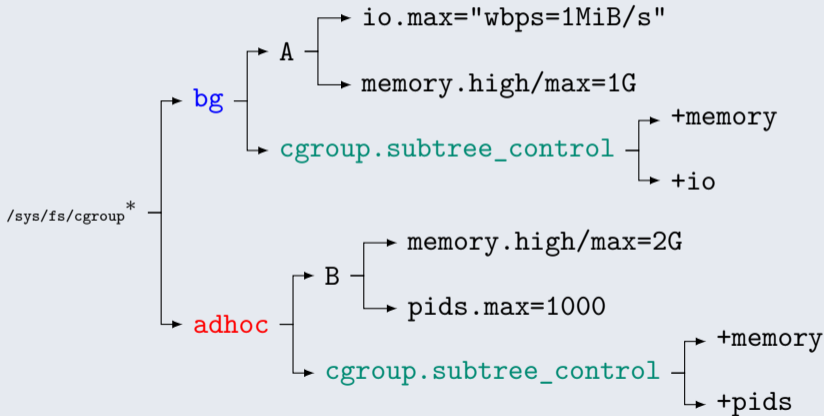 io.max="wbps=1MiB/s"
A
memory.high/max=1G
bg
cgroup.subtree_control
+memory
+io
/sys/fs/cgroup*
memory.high/max=2G
B
pids.max=1000
adhoc
cgroup.subtree_control
+memory
+pids